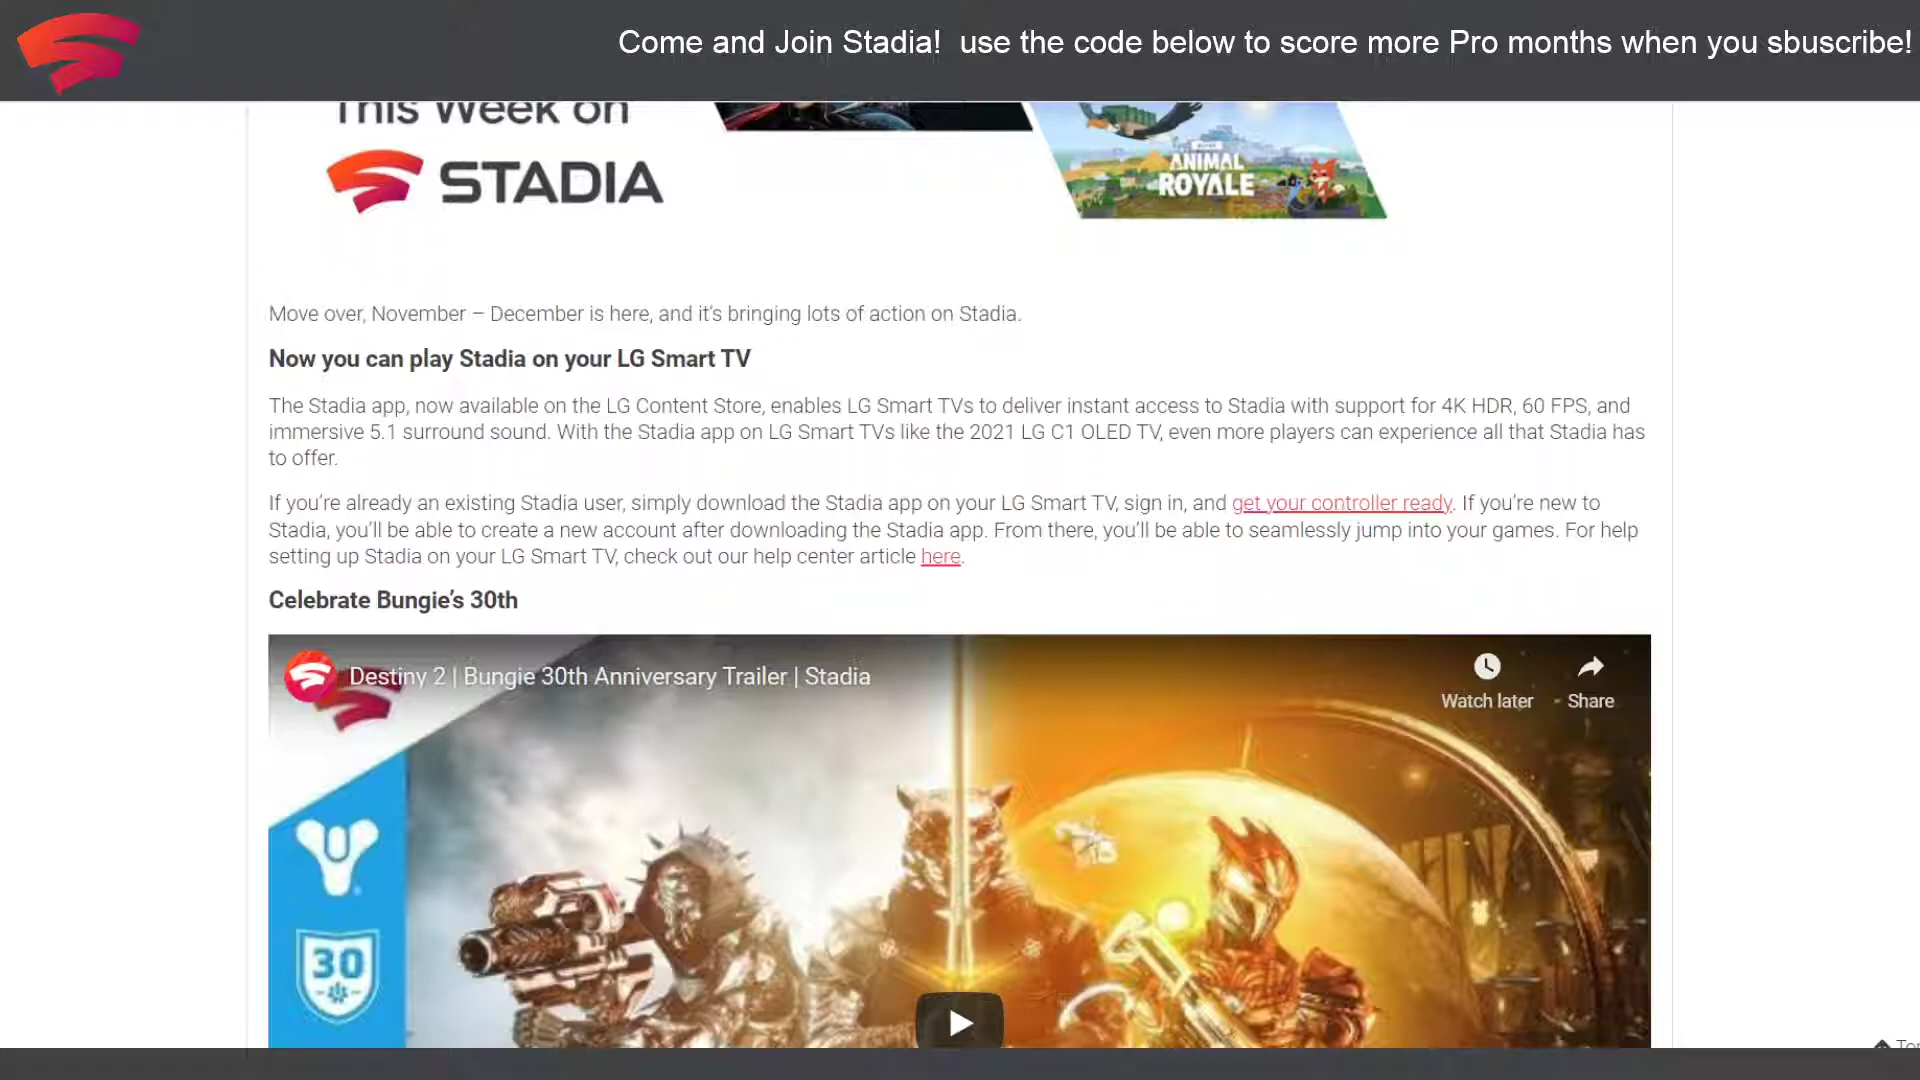 Come and Join Stadia!  use the code below to score more Pro months when you sbuscribe!
This Week on
STADIA
ANIMAL
ROYALE
Move over, November – December is here, and it's bringing lots of action on Stadia.
Now you can play Stadia on your LG Smart TV
The Stadia app, now available on the LG Content Store, enables LG Smart TVs to deliver instant access to Stadia with support for 4K HDR, 60 FPS, and
immersive 5.1 surround sound. With the Stadia app on LG Smart TVs like the 2021 LG C1 OLED TV, even more players can experience all that Stadia has
to offer.
If you're already an existing Stadia user, simply download the Stadia app on your LG Smart TV, sign in, and get your controller ready. If you're new to
Stadia, you'll be able to create a new account after downloading the Stadia app. From there, you'll be able to seamlessly jump into your games. For help
setting up Stadia on your LG Smart TV, check out our help center article here.
Celebrate Bungie's 30th
Destiny 2 | Bungie 30th Anniversary Trailer | Stadia
Watch later
Share
30